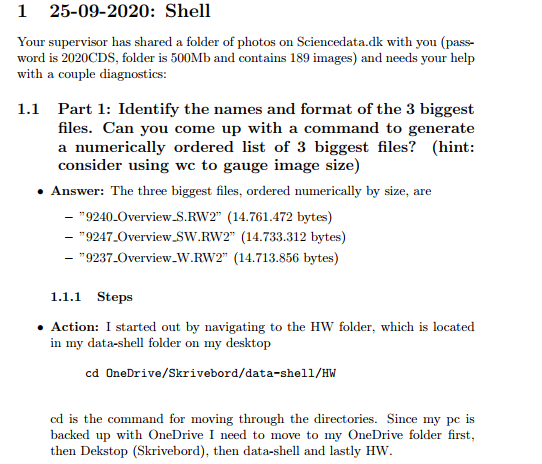 1 25-09-2020: Shell
Your supervisor has shared a folder of photos on Sciencedata.dk with you (pass-
word is 2020CDS, folder is 500Mb and contains 189 images) and needs your help
with a couple diagnostics:
1.1 Part 1: Identify the names and format of the 3 biggest
files. Can you come up with a command to generate
a numerically ordered list of 3 biggest files? (hint:
consider using wc to gauge image size)
• Answer: The three biggest files, ordered numerically by size, are
– ”9240_Overview_S.RW2” (14.761.472 bytes)
– ”9247_Overview_SW.RW2” (14.733.312 bytes)
– ”9237_Overview_W.RW2” (14.713.856 bytes)
1.1.1 Steps
• Action: I started out by navigating to the HW folder, which is located
in my data-shell folder on my desktop
cd OneDrive/Skrivebord/data-shell/HW
cd is the command for moving through the directories. Since my pc is
backed up with OneDrive I need to move to my OneDrive folder first,
then Dekstop (Skrivebord), then data-shell and lastly HW.